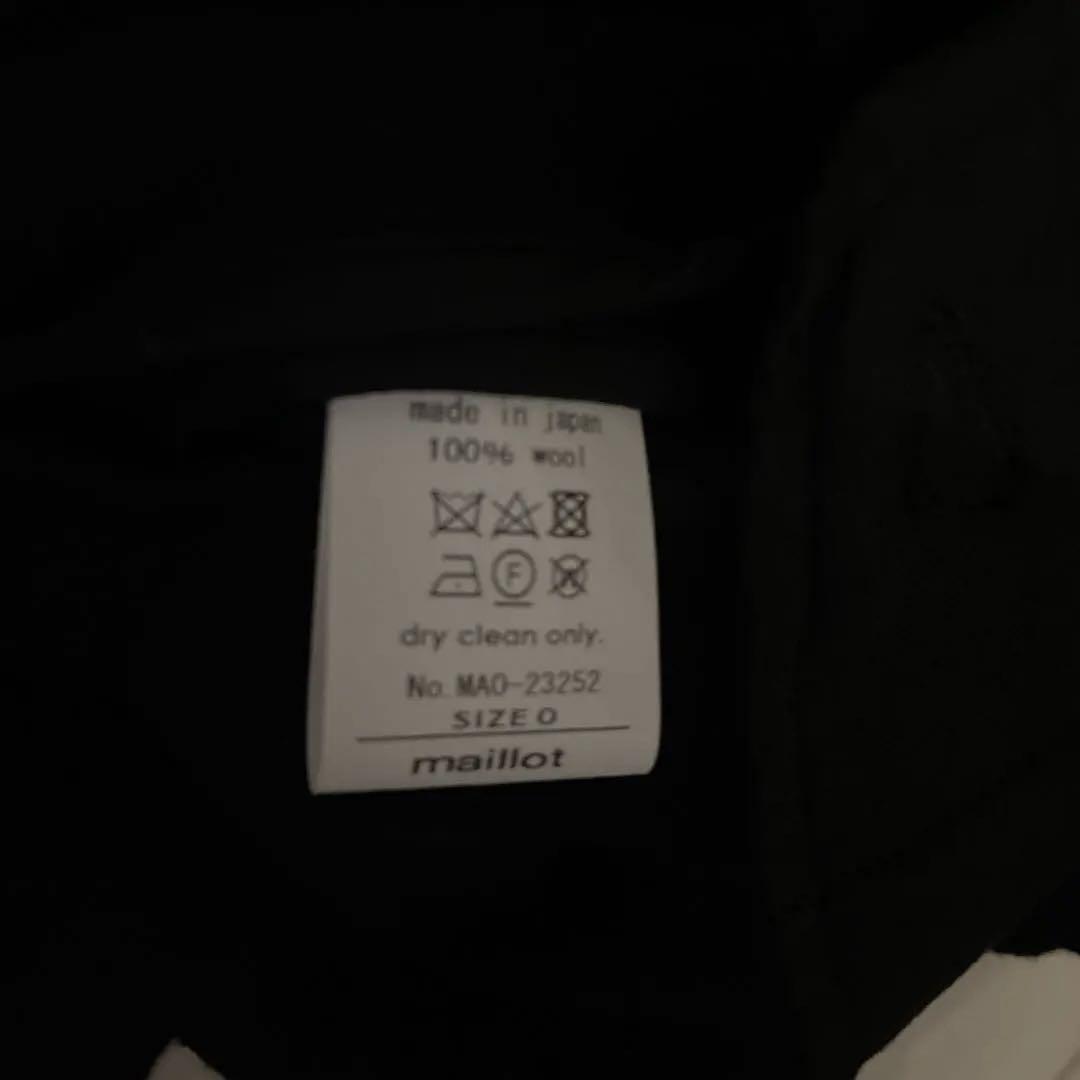 made in japan
100% wool
F
dry clean only.
No. MAO-23252
SIZE 0
maillot